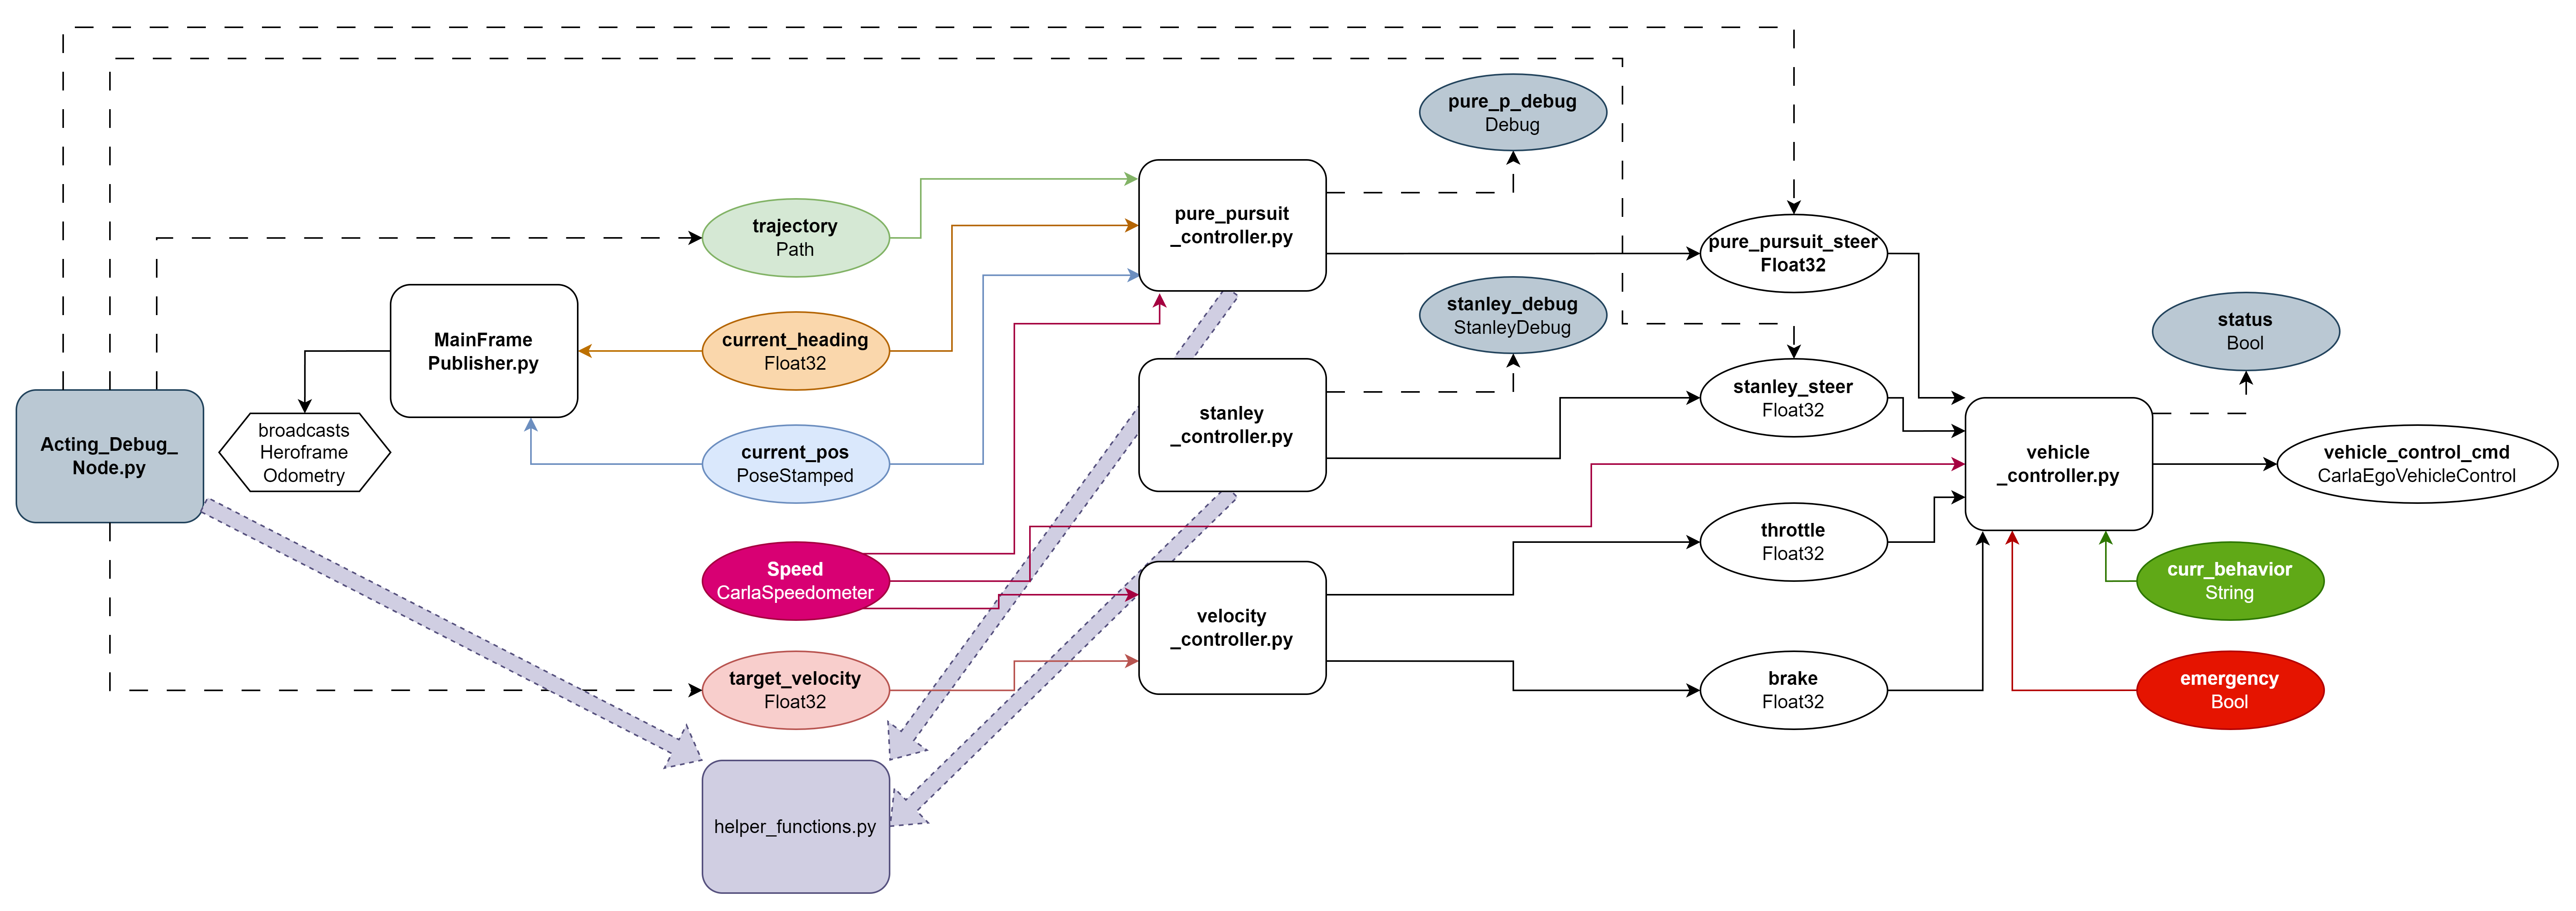 pure_p_debug
Debug
trajectory
Path
pure_pursuit
_controller.py
pure_pursuit_steer
Float32
MainFrame
Publisher.py
current_heading
Float32
stanley_debug
StanleyDebug
status
Bool
Acting_Debug_
Node.py
broadcasts
Heroframe
Odometry
current_pos
PoseStamped
stanley
_controller.py
stanley_steer
Float32
vehicle
_controller.py
vehicle_control_cmd
CarlaEgoVehicleControl
Speed
CarlaSpeedometer
velocity
_controller.py
throttle
Float32
curr_behavior
String
target_velocity
Float32
brake
Float32
emergency
Bool
helper_functions.py